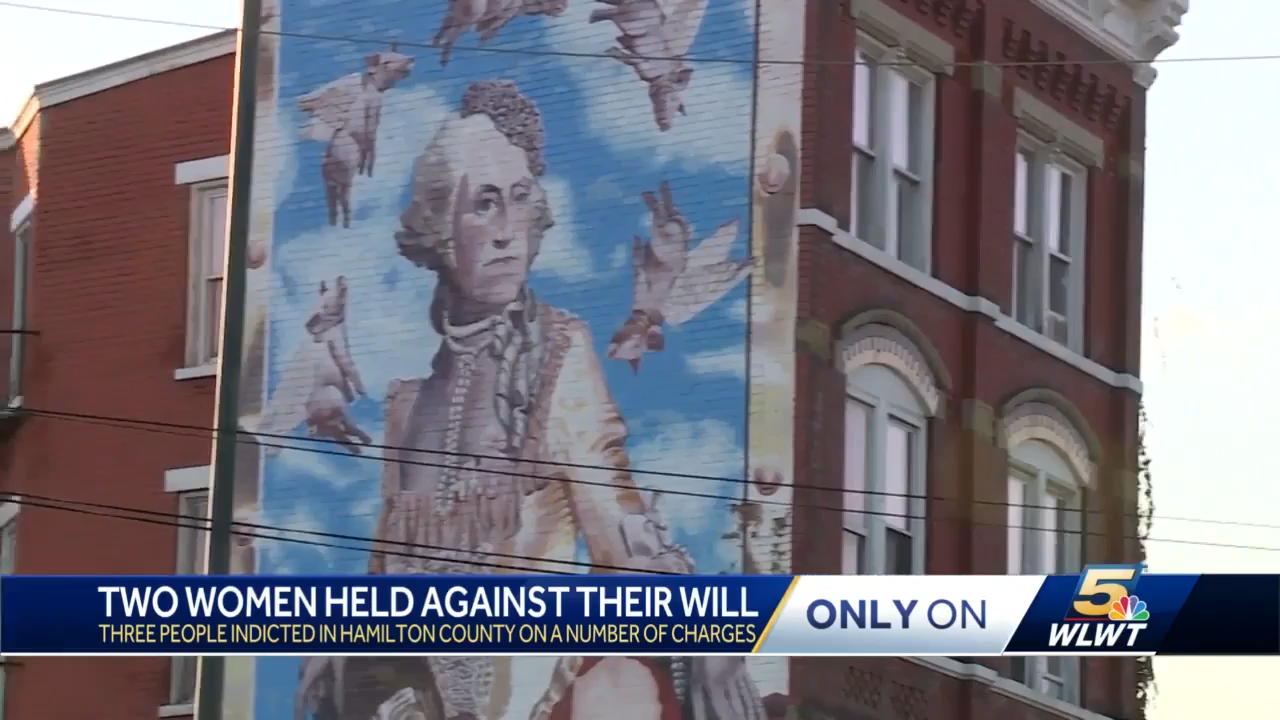 TWO WOMEN HELD AGAINST THEIR WILL
THREE PEOPLE INDICTED IN HAMILTON COUNTY ON A NUMBER OF CHARGES
ONLY ON
5
WLWT